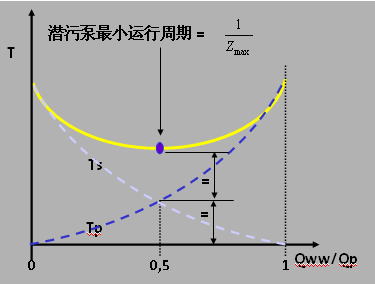 潜污泵最小运行周期 = 1/Zmax
T
Ts
=
Tp
=
0
0,5
1
Qww/Qp